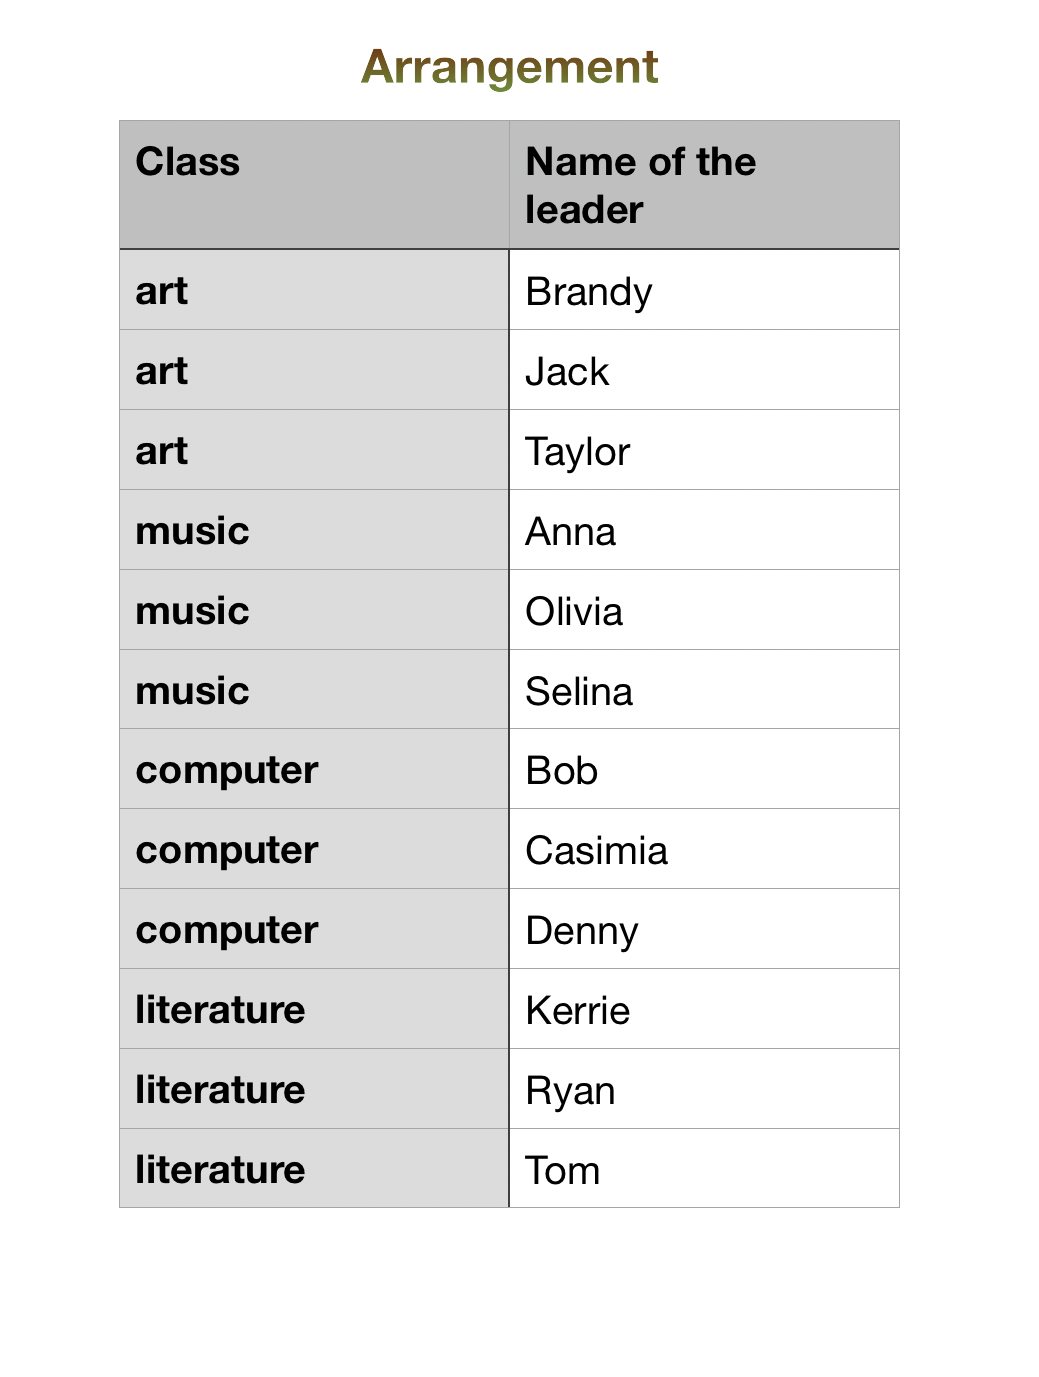 Arrangement
Class Name of the
leader
art Brandy
art Jack
art Taylor
music Anna
music Olivia
music Selina
computer Bob
computer Casimia
computer Denny
literature Kerrie
literature Ryan
literature Tom